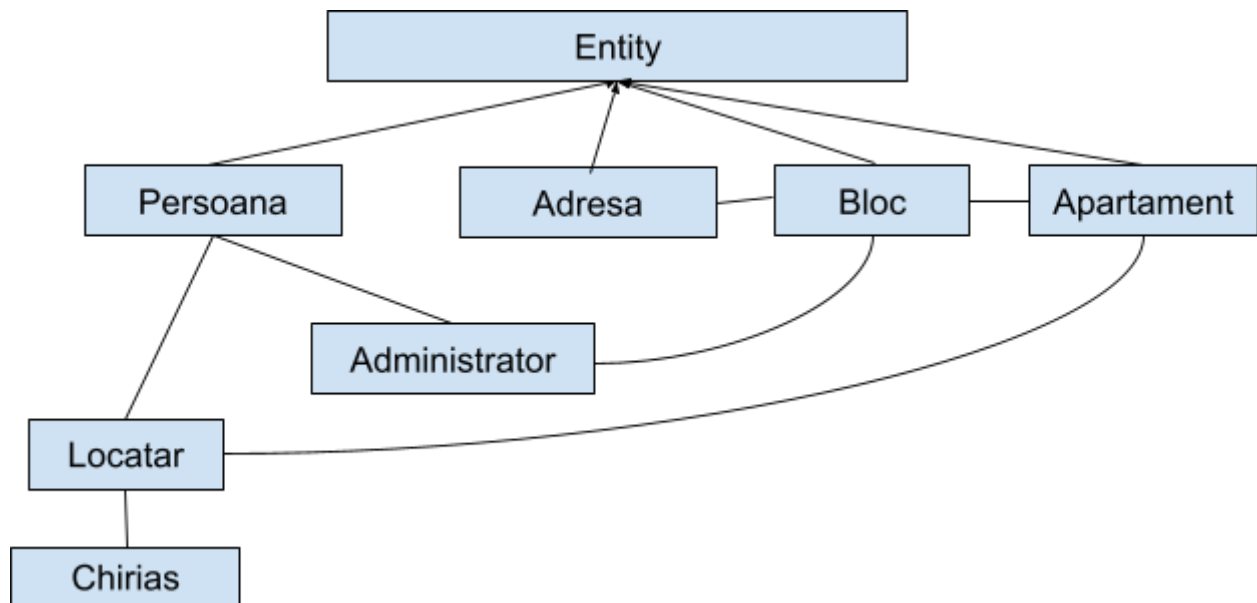 Entity
Persoana
Adresa
Bloc
Apartament
Administrator
Locatar
Chirias